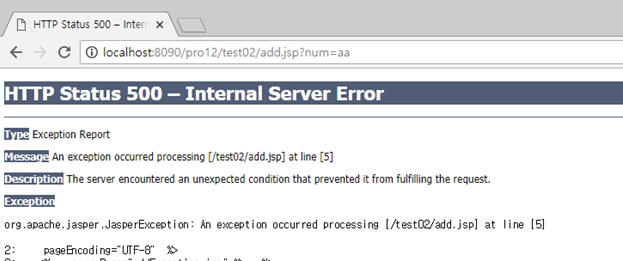 HTTP Status 500 – Intern
localhost:8090/pro12/test02/add.jsp?num=aa
HTTP Status 500 – Internal Server Error
Type Exception Report
Message An exception occurred processing [/test02/add.jsp] at line [5]
Description The server encountered an unexpected condition that prevented it from fulfilling the request.
Exception
org.apache.jasper.JasperException: An exception occurred processing [/test02/add.jsp] at line [5]
2: pageEncoding="UTF-8" %>